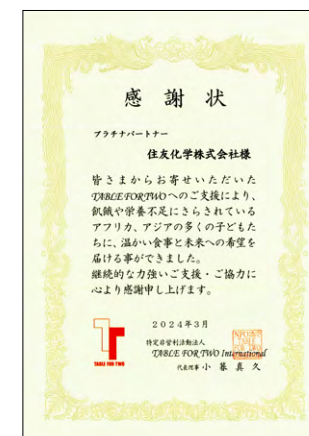 感謝状
プラチナパートナー
住友化学株式会社様
皆さまからお寄せいただいた
TABLE FOR TWOへのご支援により、
飢餓や栄養不足にさらされている
アフリカ、アジアの多くの子どもた
ちに、温かい食事と未来への希望を
届ける事ができました。
継続的な力強いご支援・ご協力に
心より感謝申し上げます。
2024年3月
特定非営利活動法人
TABLE FOR TWO International
代表理事 小暮真久
TABLE FOR TWO